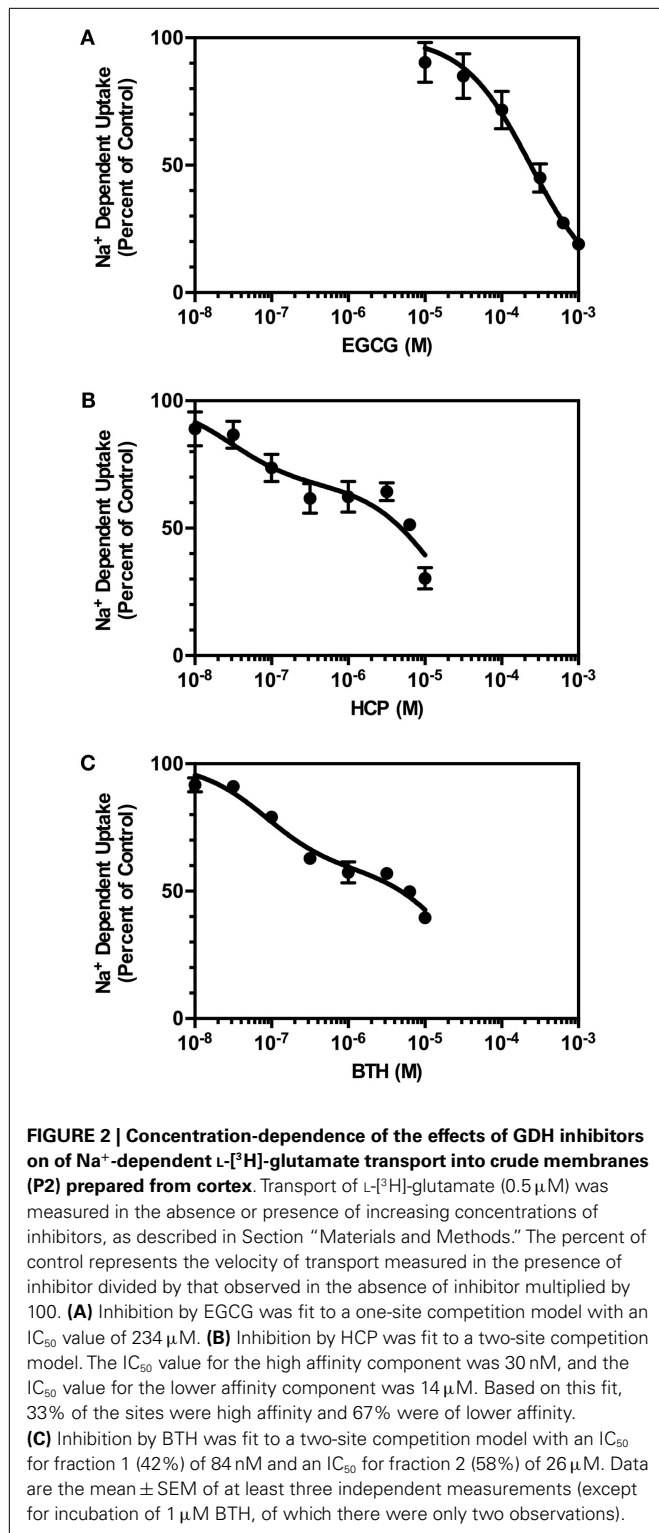 A
100
50
0
Na⁺ Dependent Uptake
(Percent of Control)
10⁻⁸ 10⁻⁷ 10⁻⁶ 10⁻⁵ 10⁻⁴ 10⁻³
EGCG (M)
B
100
50
0
Na⁺ Dependent Uptake
(Percent of Control)
10⁻⁸ 10⁻⁷ 10⁻⁶ 10⁻⁵ 10⁻⁴ 10⁻³
HCP (M)
C
100
50
0
Na⁺ Dependent Uptake
(Percent of Control)
10⁻⁸ 10⁻⁷ 10⁻⁶ 10⁻⁵ 10⁻⁴ 10⁻³
BTH (M)
FIGURE 2 | Concentration-dependence of the effects of GDH inhibitors
on of Na⁺-dependent L-[³H]-glutamate transport into crude membranes
(P2) prepared from cortex. Transport of L-[³H]-glutamate (0.5 μM) was
measured in the absence or presence of increasing concentrations of
inhibitors, as described in Section “Materials and Methods.” The percent of
control represents the velocity of transport measured in the presence of
inhibitor divided by that observed in the absence of inhibitor multiplied by
100. (A) Inhibition by EGCG was fit to a one-site competition model with an
IC₅₀ value of 234 μM. (B) Inhibition by HCP was fit to a two-site competition
model. The IC₅₀ value for the high affinity component was 30 nM, and the
IC₅₀ value for the lower affinity component was 14 μM. Based on this fit,
33% of the sites were high affinity and 67% were of lower affinity.
(C) Inhibition by BTH was fit to a two-site competition model with an IC₅₀
for fraction 1 (42%) of 84 nM and an IC₅₀ for fraction 2 (58%) of 26 μM. Data
are the mean ± SEM of at least three independent measurements (except
for incubation of 1 μM BTH, of which there were only two observations).